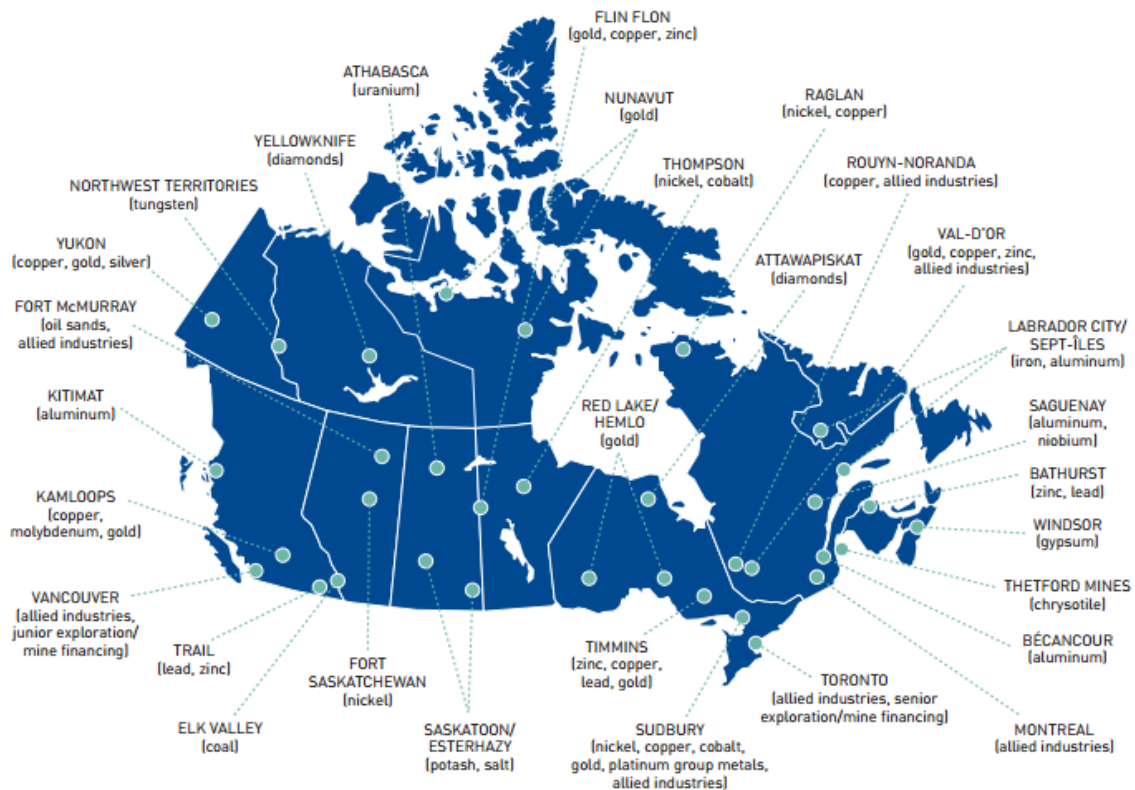 FLIN FLON
(gold, copper, zinc)
ATHABASCA
(uranium)
NUNAVUT
(gold)
RAGLAN
(nickel, copper)
YELLOWKNIFE
(diamonds)
THOMPSON
(nickel, cobalt)
ROUYN-NORANDA
(copper, allied industries)
NORTHWEST TERRITORIES
(tungsten)
YUKON
(copper, gold, silver)
VAL-D'OR
(gold, copper, zinc,
allied industries)
ATTAWAPISKAT
(diamonds)
FORT McMURRAY
(oil sands,
allied industries)
LABRADOR CITY/
SEPT-ÎLES
(iron, aluminum)
KITIMAT
(aluminum)
RED LAKE/
HEMLO
(gold)
SAGUENAY
(aluminum,
niobium)
BATHURST
(zinc, lead)
KAMLOOPS
(copper,
molybdenum, gold)
WINDSOR
(gypsum)
THETFORD MINES
(chrysotile)
VANCOUVER
(allied industries,
junior exploration/
mine financing)
TRAIL
(lead, zinc)
FORT
SASKATCHEWAN
(nickel)
TIMMINS
(zinc, copper,
lead, gold)
BÉCANCOUR
(aluminum)
TORONTO
(allied industries, senior
exploration/mine financing)
ELK VALLEY
(coal)
SASKATOON/
ESTERHAZY
(potash, salt)
SUDBURY
(nickel, copper, cobalt,
gold, platinum group metals,
allied industries)
MONTREAL
(allied industries)